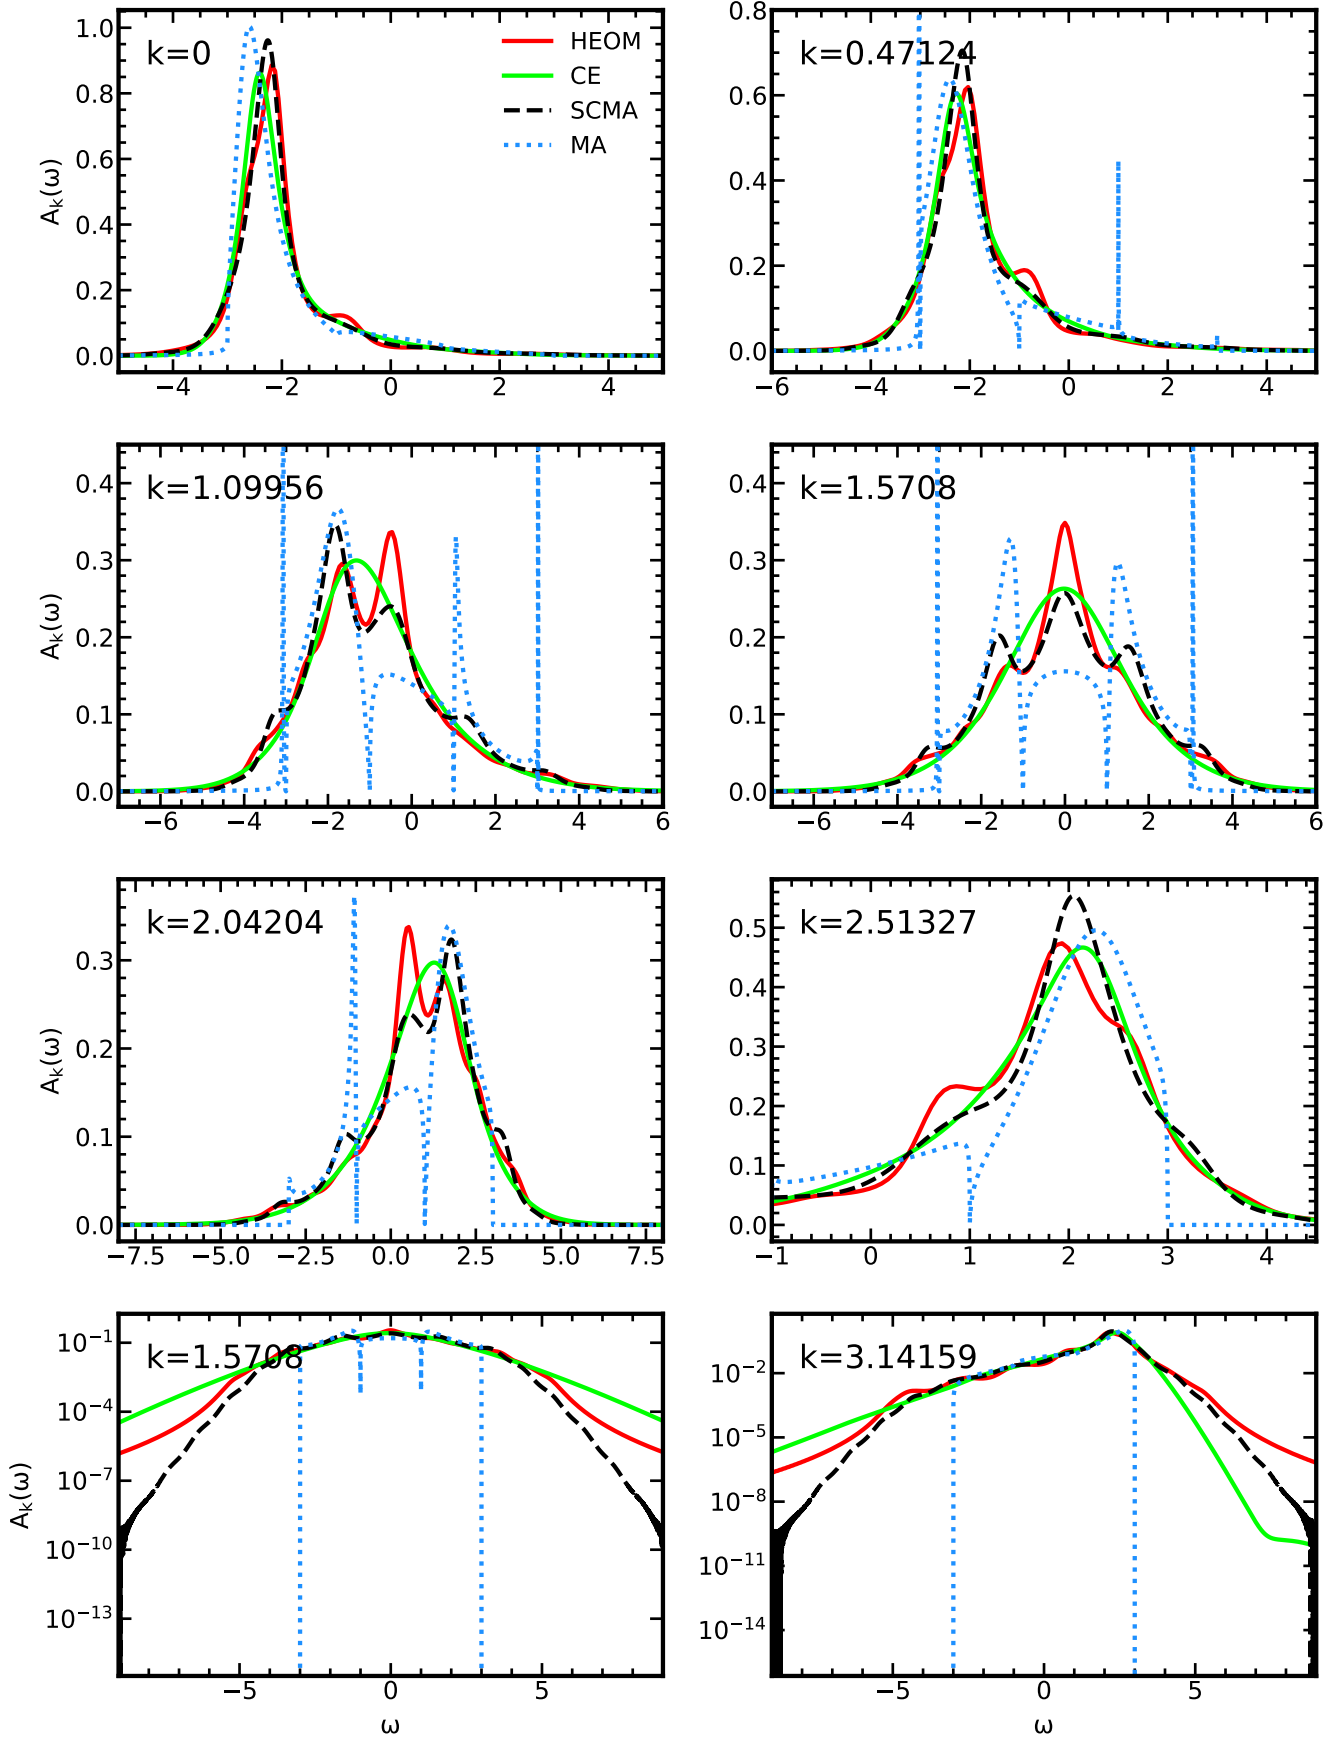 k=0
HEOM
CE
SCMA
MA
A_k(ω)
0.0 0.2 0.4 0.6 0.8 1.0
−4 −2 0 2 4
k=0.47124
0.0 0.2 0.4 0.6 0.8
−6 −4 −2 0 2 4
k=1.09956
A_k(ω)
0.0 0.1 0.2 0.3 0.4
−6 −4 −2 0 2 4 6
k=1.5708
0.0 0.1 0.2 0.3 0.4
−6 −4 −2 0 2 4 6
k=2.04204
A_k(ω)
0.0 0.1 0.2 0.3
−7.5 −5.0 −2.5 0.0 2.5 5.0 7.5
k=2.51327
0.0 0.1 0.2 0.3 0.4 0.5
−1 0 1 2 3 4
k=1.5708
A_k(ω)
10^−1 10^−4 10^−7 10^−10 10^−13
−5 0 5
ω
k=3.14159
10^−2 10^−5 10^−8 10^−11 10^−14
−5 0 5
ω